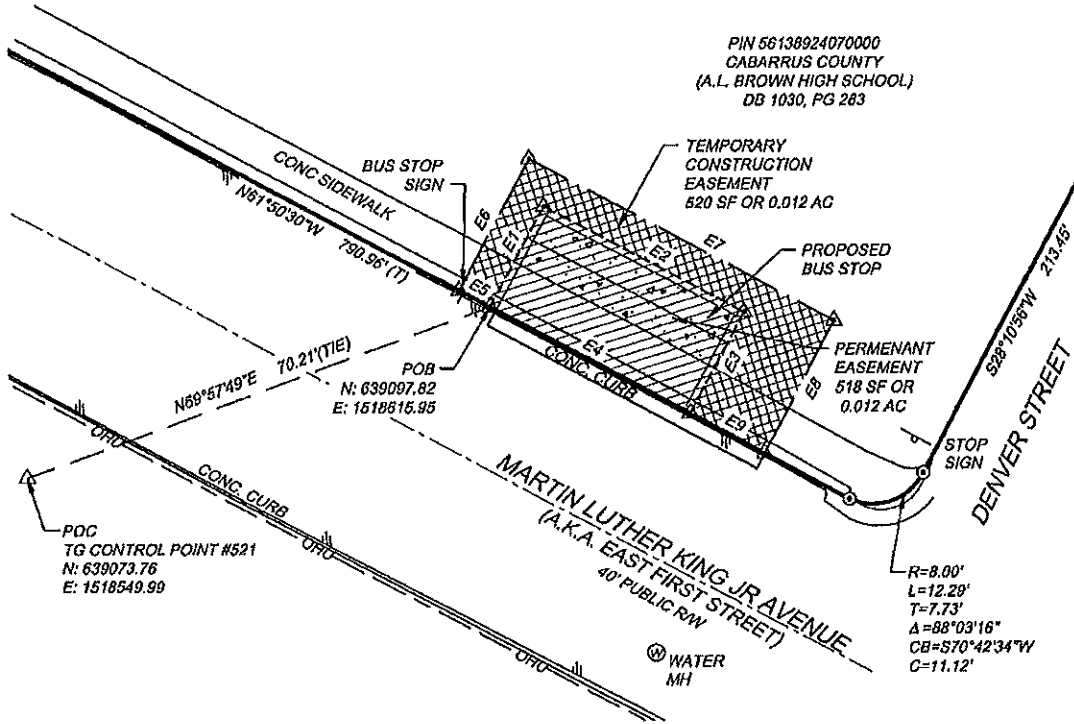 PIN 56138924070000
CABARRUS COUNTY
(A.L. BROWN HIGH SCHOOL)
DB 1030, PG 263
TEMPORARY
CONSTRUCTION
EASEMENT
520 SF OR 0.012 AC
BUS STOP
SIGN
CONC SIDEWALK
N61°50'30"W 790.96' (T)
E6
E1
E2
E7
E5
E4
E3
E8
E9
PROPOSED
BUS STOP
PERMENANT
EASEMENT
518 SF OR
0.012 AC
S28°10'56"W 213.45'
DENVER STREET
STOP
SIGN
CONC. CURB
POB
N: 639097.82
E: 1518615.95
N69°57'49"E 70.21'(T/E)
POC
TG CONTROL POINT #521
N: 639073.76
E: 1518549.99
OHU
CONC. CURB
OHU
OHU
MARTIN LUTHER KING JR AVENUE
(A.K.A. EAST FIRST STREET)
40' PUBLIC R/W
WATER
MH
R=8.00'
L=12.29'
T=7.73'
Δ=88°03'16"
CB=S70°42'34"W
C=11.12'